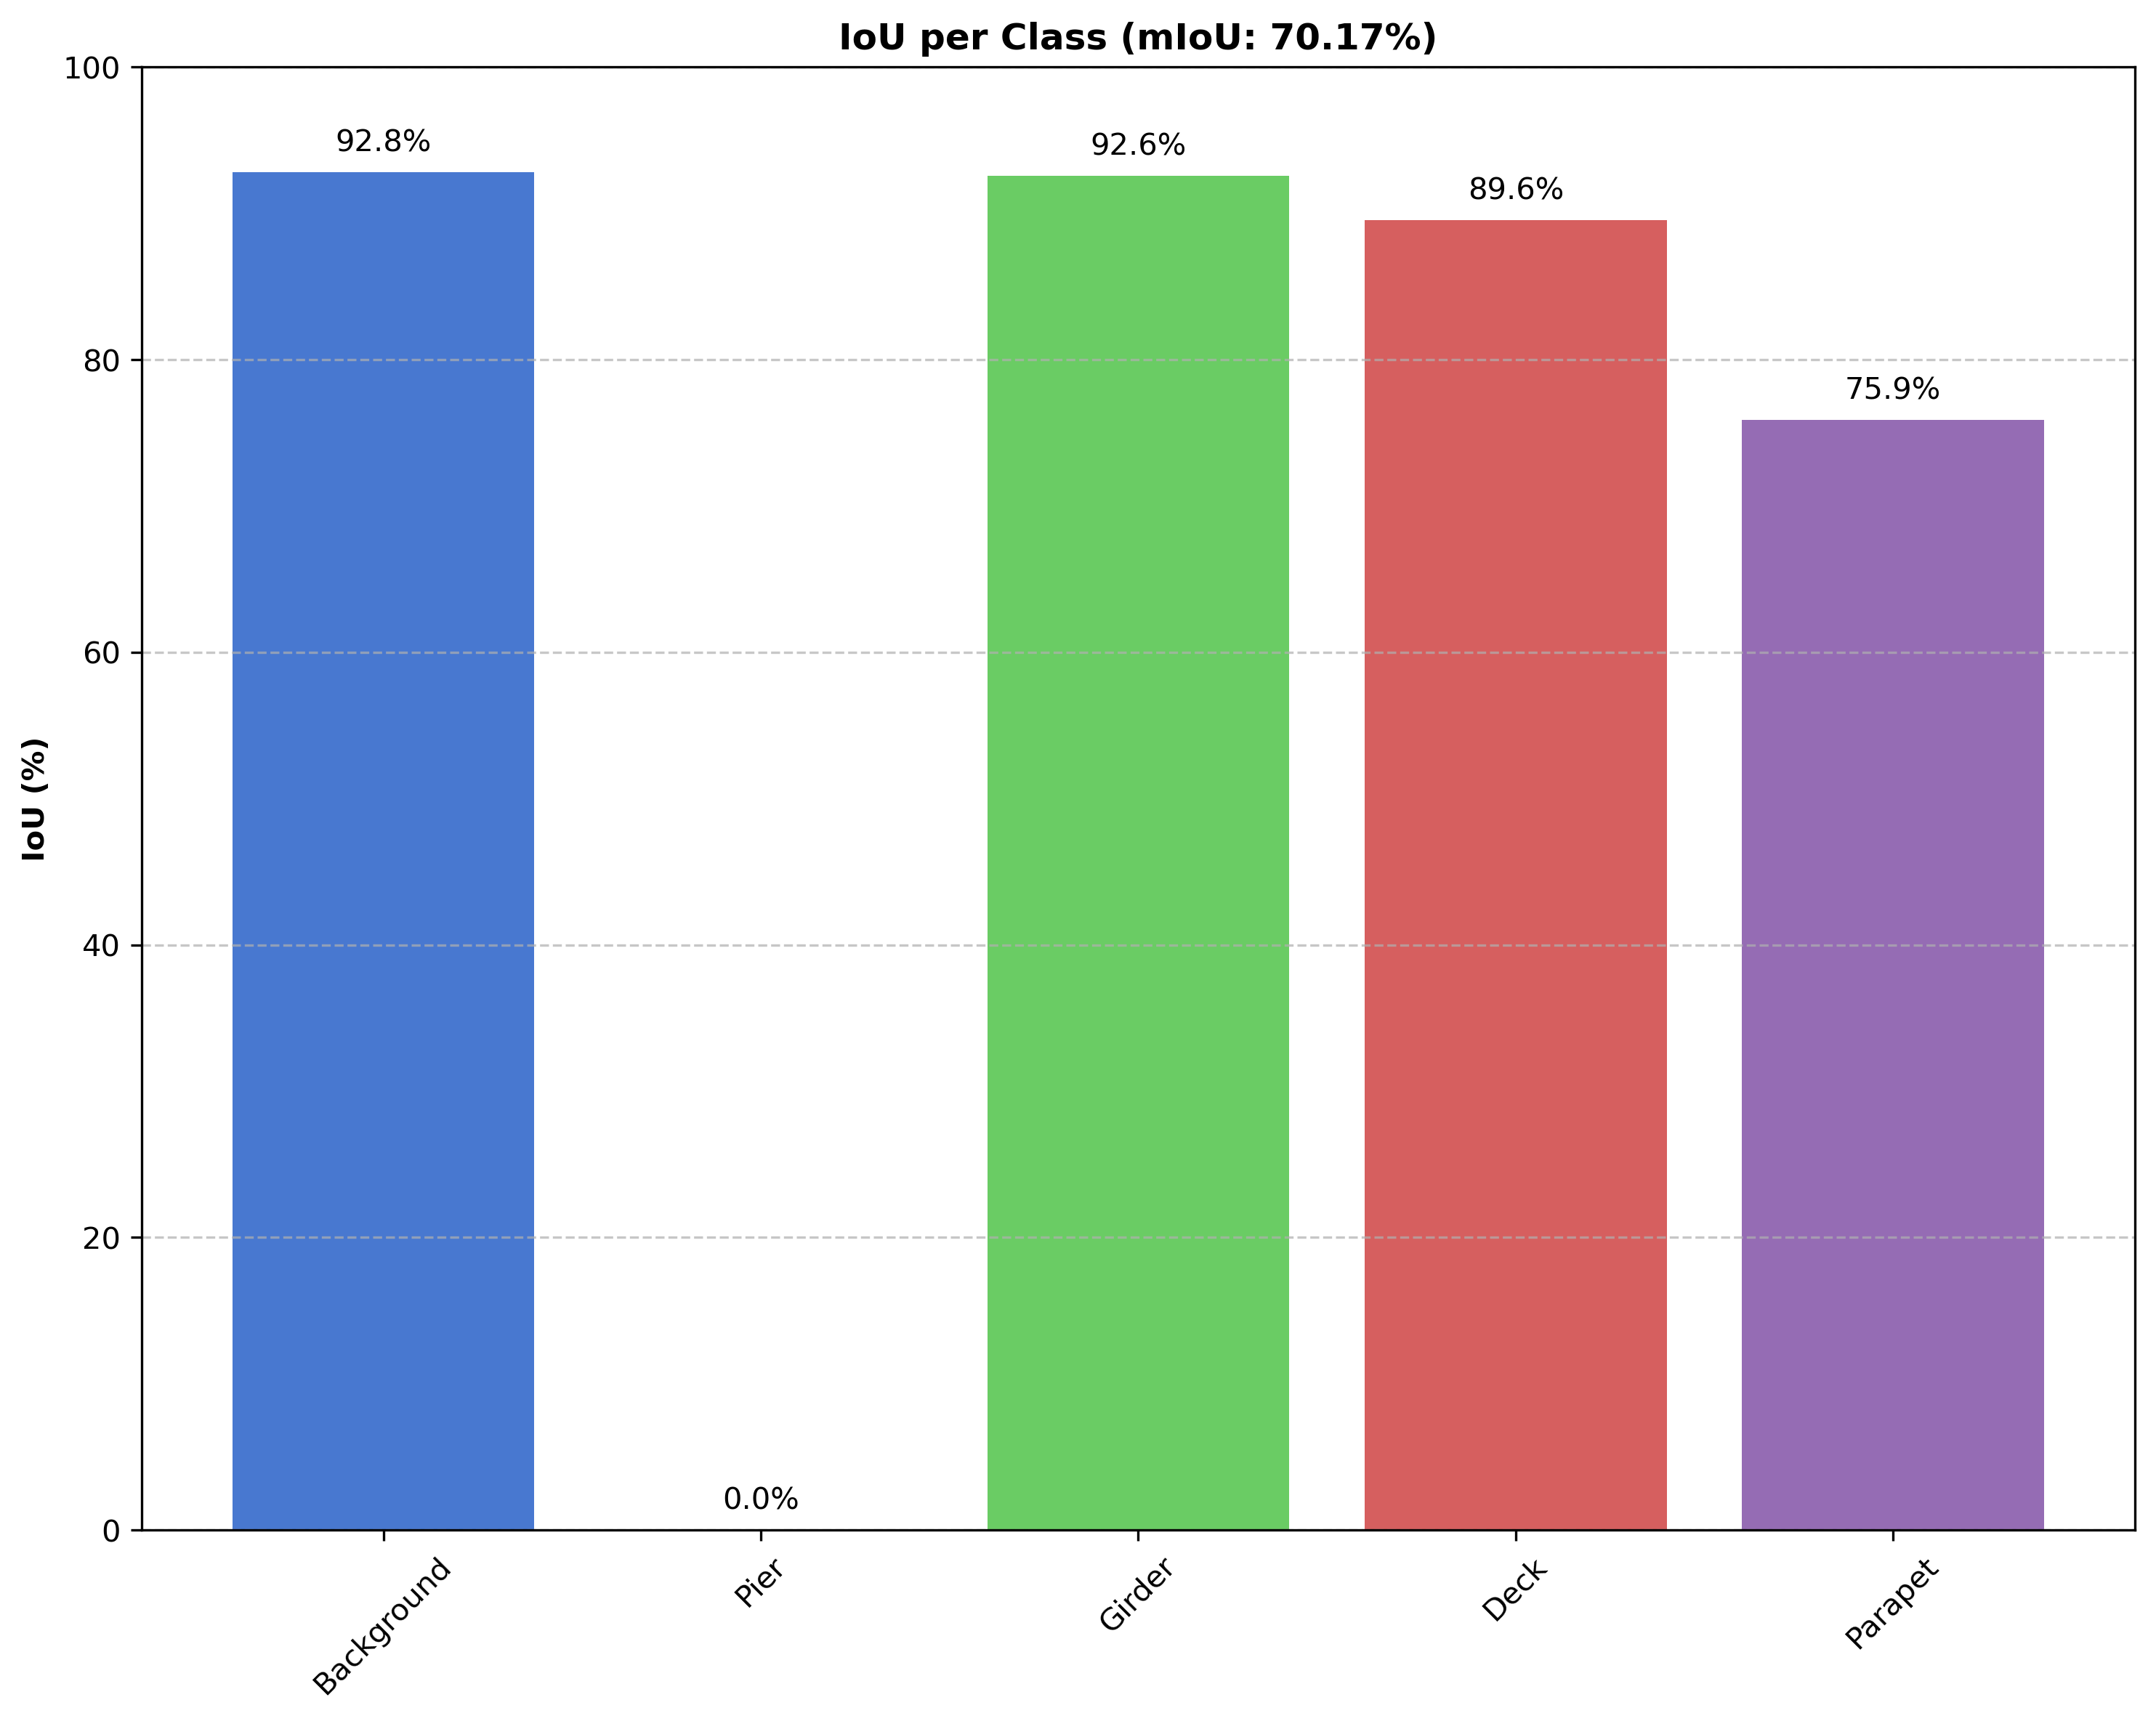 IoU per Class (mIoU: 70.17%)
100
80
60
40
20
0
IoU (%)
92.8%
0.0%
92.6%
89.6%
75.9%
Background
Pier
Girder
Deck
Parapet